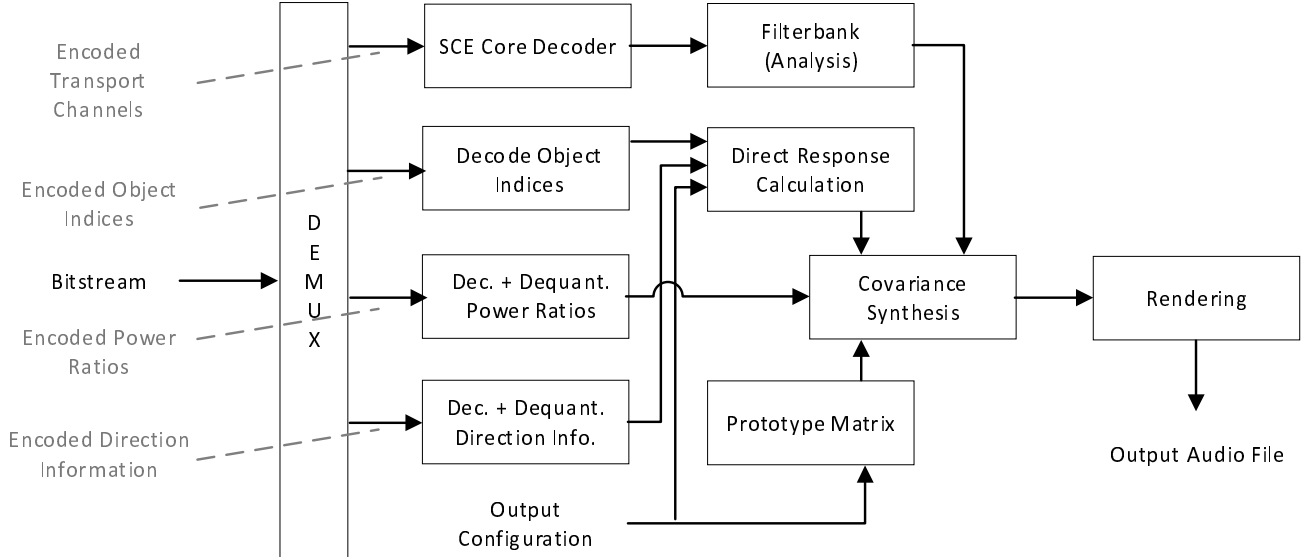 Encoded
Transport
Channels
SCE Core Decoder
Filterbank
(Analysis)
Encoded Object
Indices
Decode Object
Indices
Direct Response
Calculation
D
E
M
U
X
Bitstream
Dec. + Dequant.
Power Ratios
Covariance
Synthesis
Rendering
Encoded Power
Ratios
Encoded Direction
Information
Dec. + Dequant.
Direction Info.
Prototype Matrix
Output Audio File
Output
Configuration